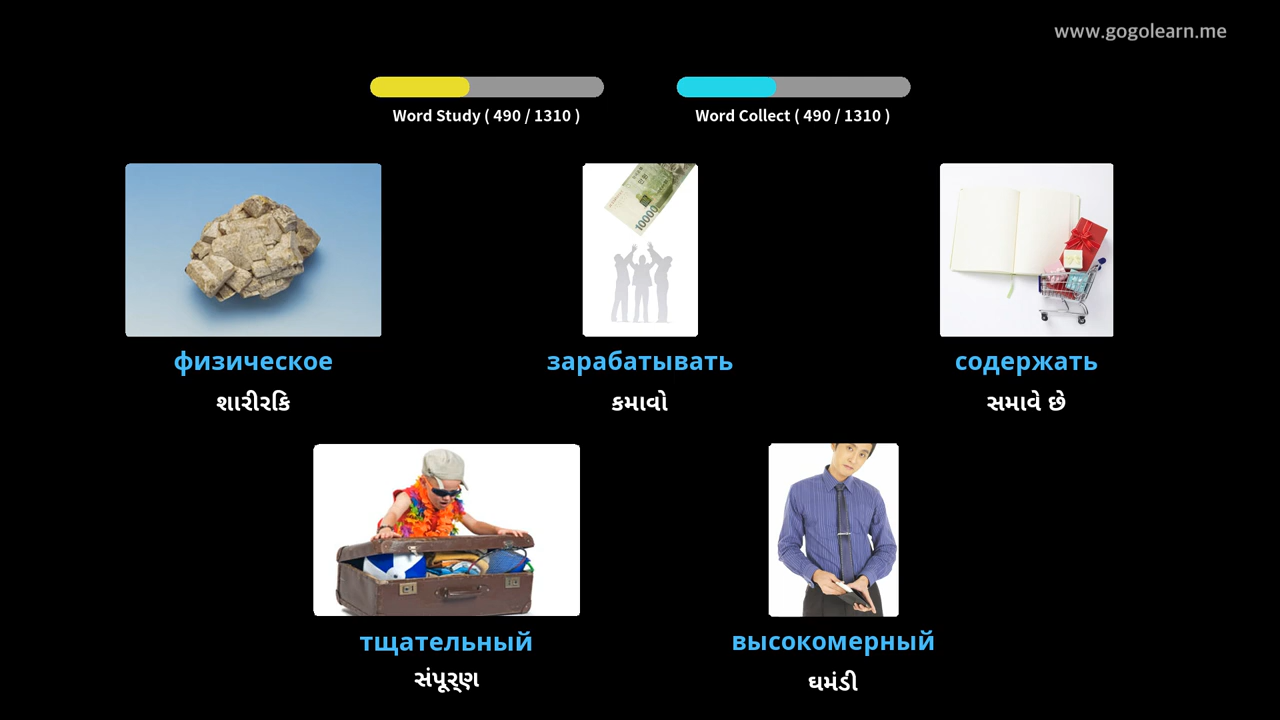 www.gogolearn.me
Word Study ( 490 / 1310 )
Word Collect ( 490 / 1310 )
10000
физическое
зарабатывать
содержать
શારીરિક
કમાવો
સમાવે છે
тщательный
высокомерный
સંપૂર્ણ
ઘમંડી